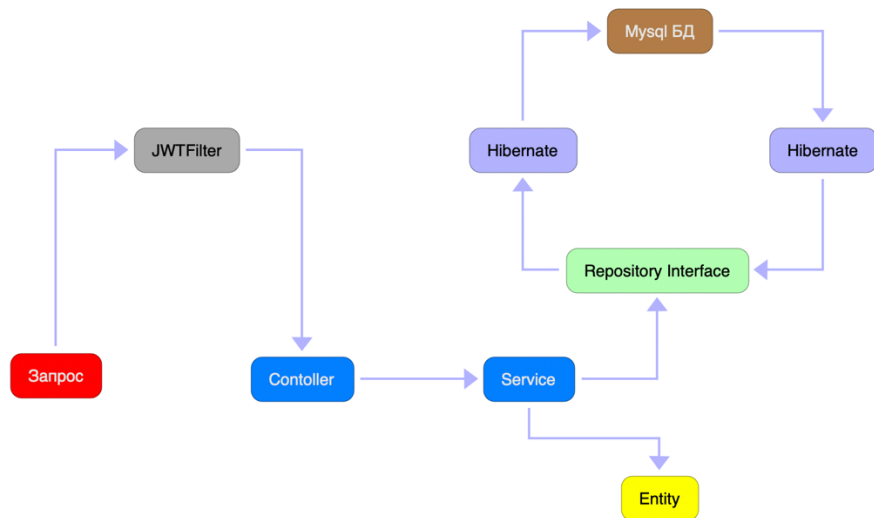 Mysql БД
JWTFilter
Hibernate
Hibernate
Repository Interface
Запрос
Contoller
Service
Entity